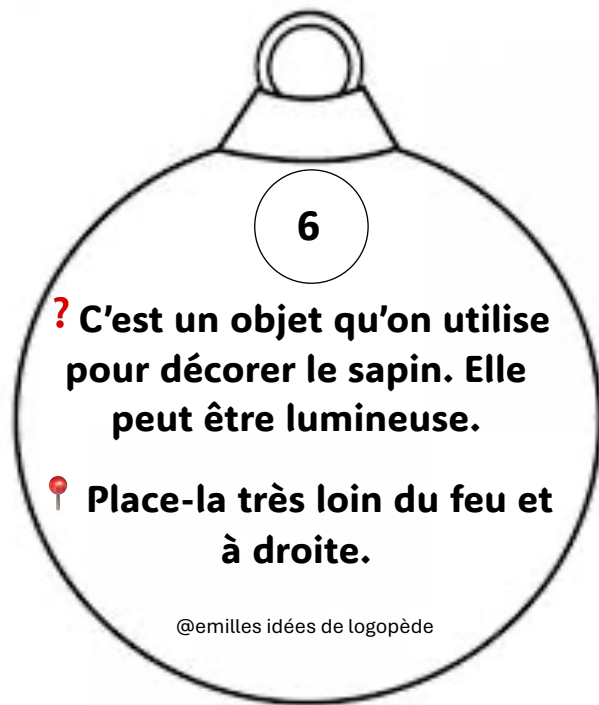 6
❓ C’est un objet qu’on utilise
pour décorer le sapin. Elle
peut être lumineuse.
📍 Place-la très loin du feu et
à droite.
@emilles idées de logopède